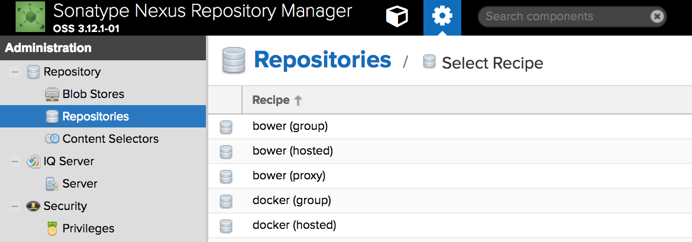 Sonatype Nexus Repository Manager
OSS 3.12.1-01
Search components
Administration
Repository
Blob Stores
Repositories
Content Selectors
IQ Server
Server
Security
Privileges
Repositories / Select Recipe
Recipe
bower (group)
bower (hosted)
bower (proxy)
docker (group)
docker (hosted)